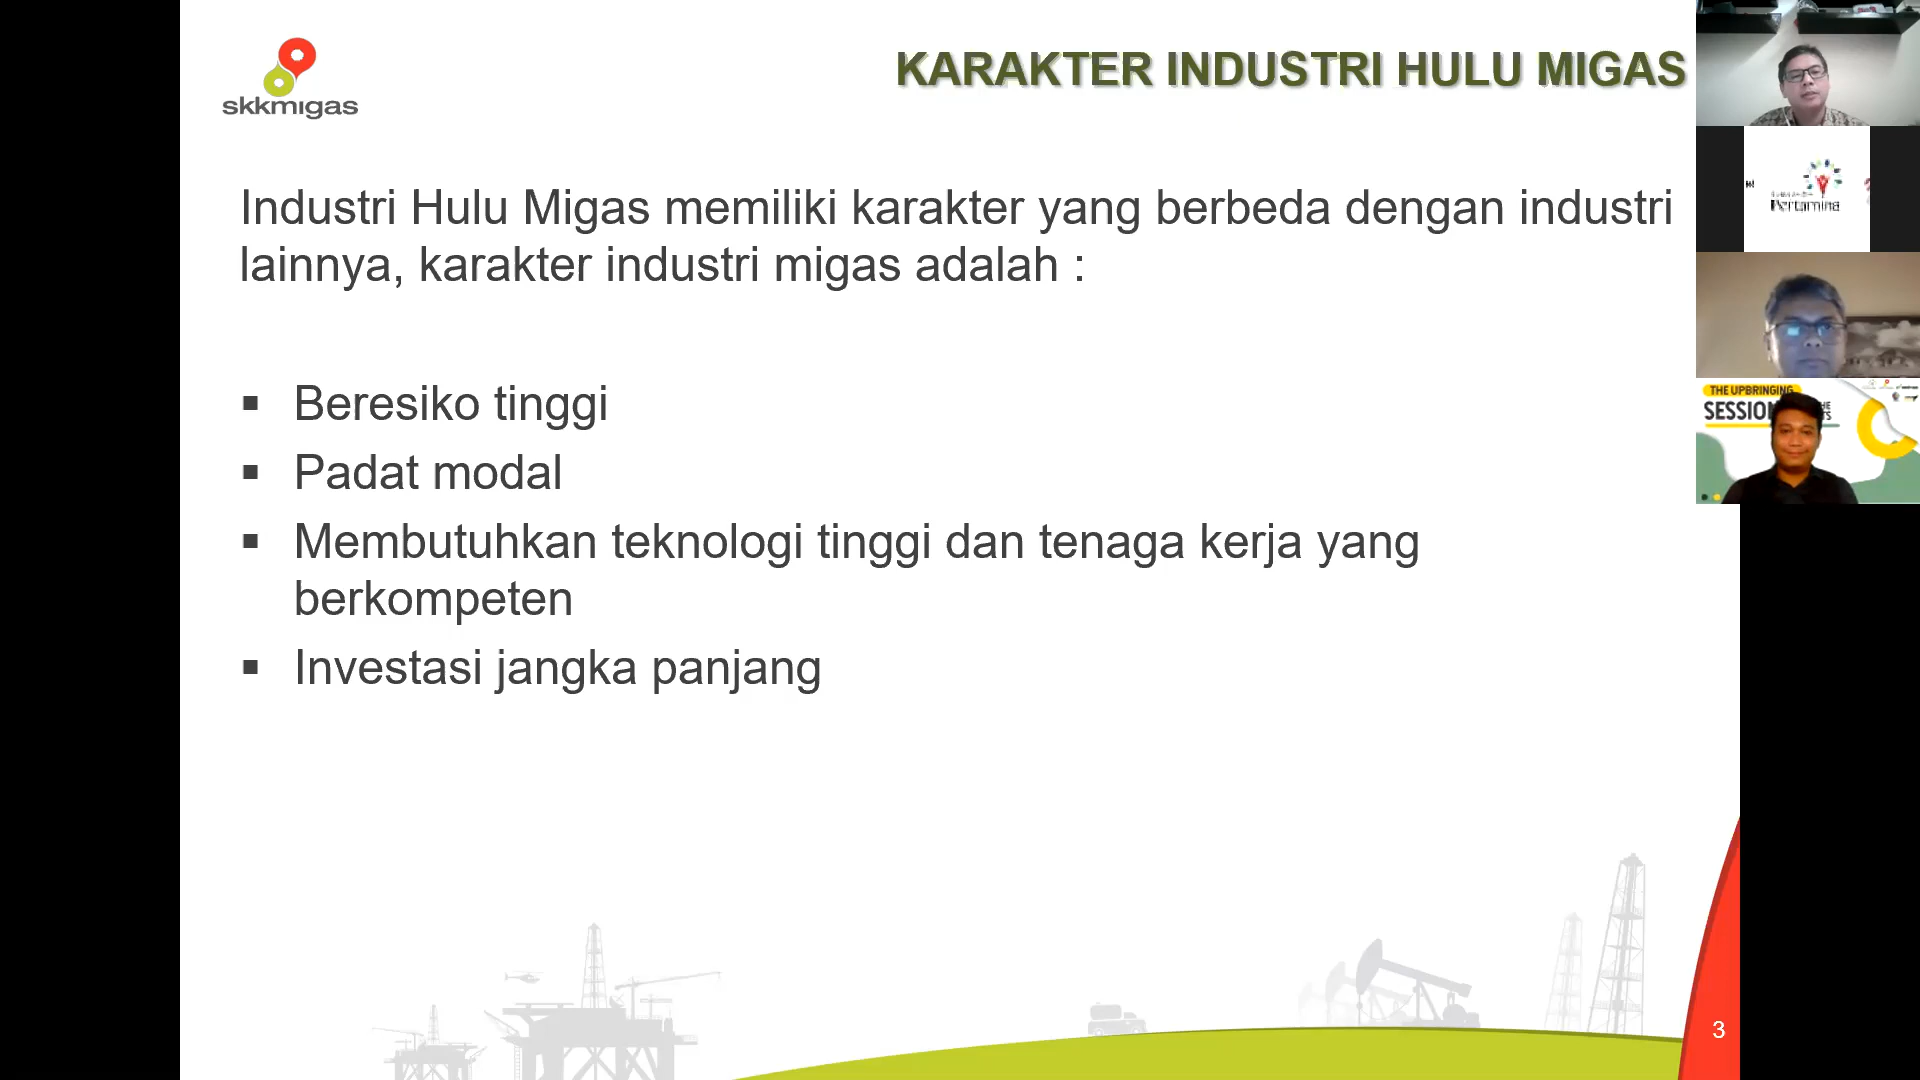 skkmigas
KARAKTER INDUSTRI HULU MIGAS
Industri Hulu Migas memiliki karakter yang berbeda dengan industri
lainnya, karakter industri migas adalah :
▪ Beresiko tinggi
▪ Padat modal
▪ Membutuhkan teknologi tinggi dan tenaga kerja yang
berkompeten
▪ Investasi jangka panjang
3
Pertamina
THE UPBRINGING
SESSION